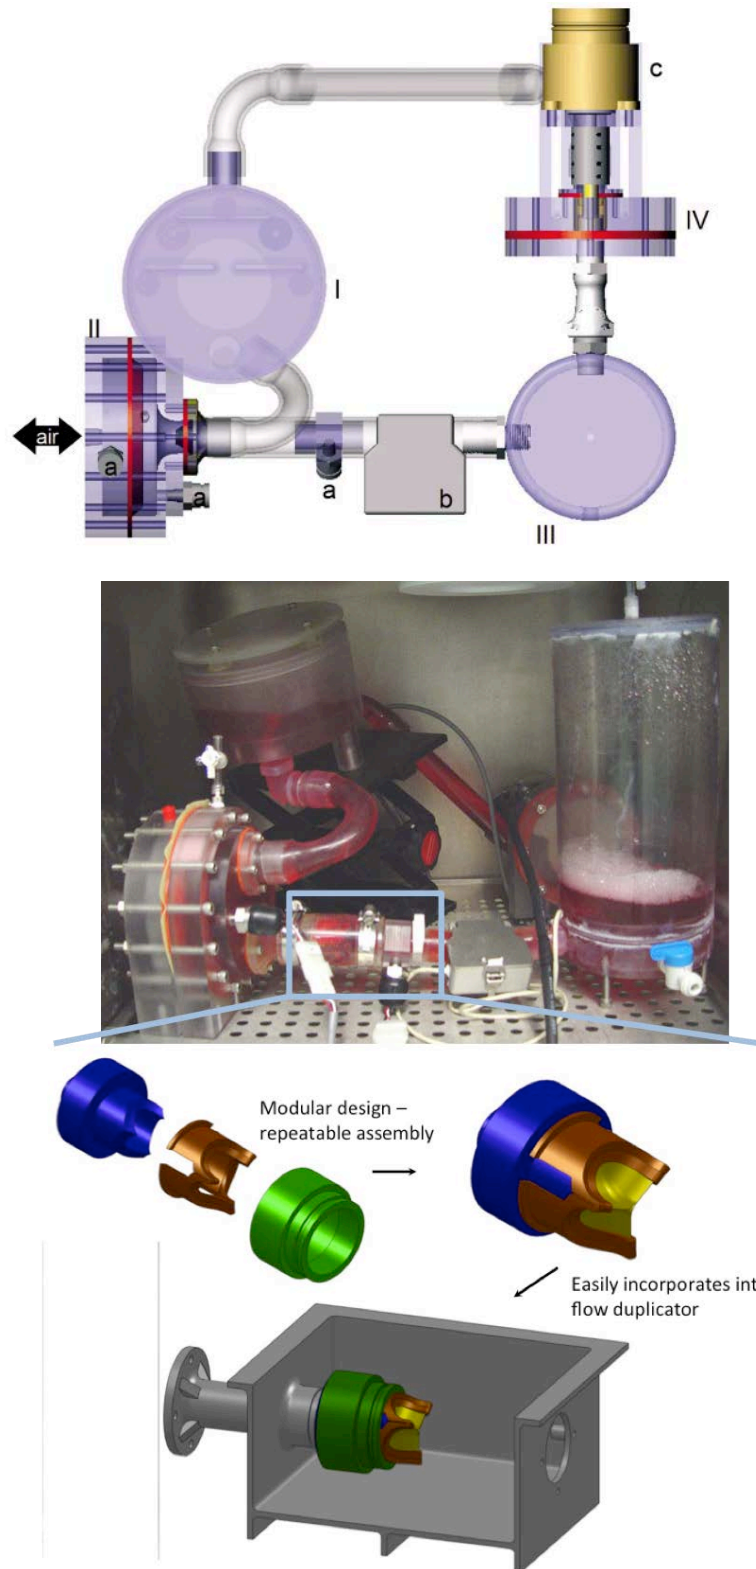 c
IV
I
II
air
a
a
a
b
III
Modular design –
repeatable assembly
Easily incorporates int
flow duplicator